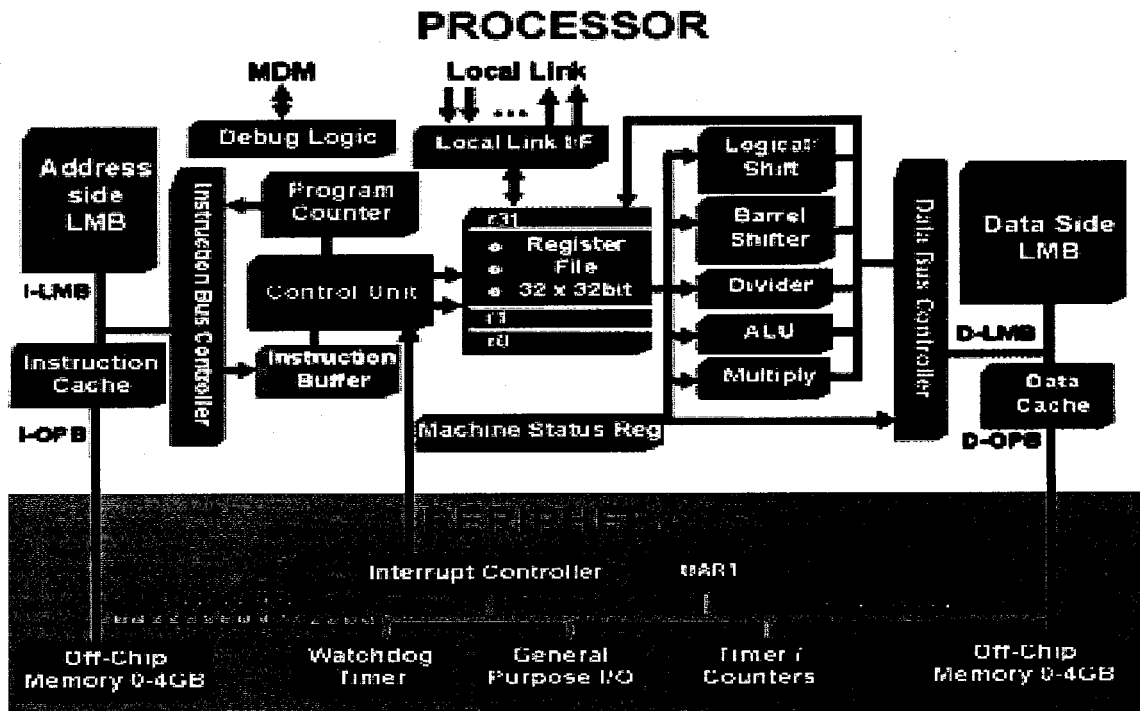 PROCESSOR
MDM
Local Link
Debug Logic
Local Link I/F
Address
side
LMB
Instruction Bus Controller
Program
Counter
Control Unit
Instruction
Buffer
r31
Register
File
32 x 32bit
r1
r0
Logical
Shift
Barrel
Shifter
Divider
ALU
Multiply
Machine Status Reg
Data Bus Controller
Data Side
LMB
I-LMB
Instruction
Cache
I-OPB
D-LMB
Data
Cache
D-OPB
Interrupt Controller
UART
Off-Chip
Memory 0-4GB
Watchdog
Timer
General
Purpose I/O
Timer /
Counters
Off-Chip
Memory 0-4GB